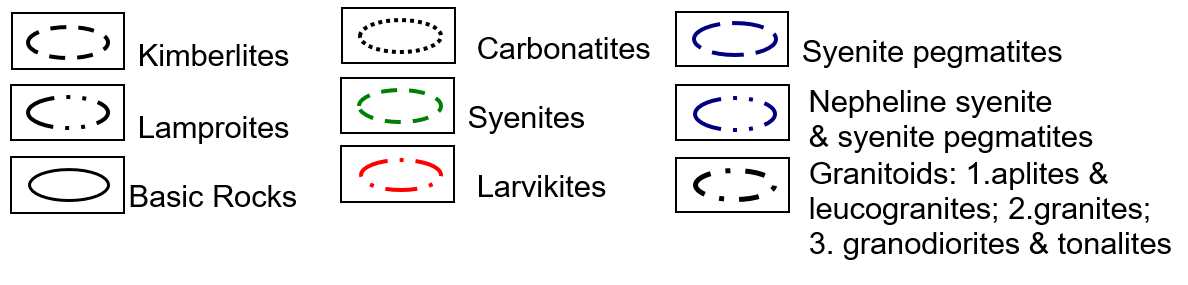 Kimberlites
Lamproites
Basic Rocks
Carbonatites
Syenites
Larvikites
Syenite pegmatites
Nepheline syenite
& syenite pegmatites
Granitoids: 1.aplites &
leucogranites; 2.granites;
3. granodiorites & tonalites